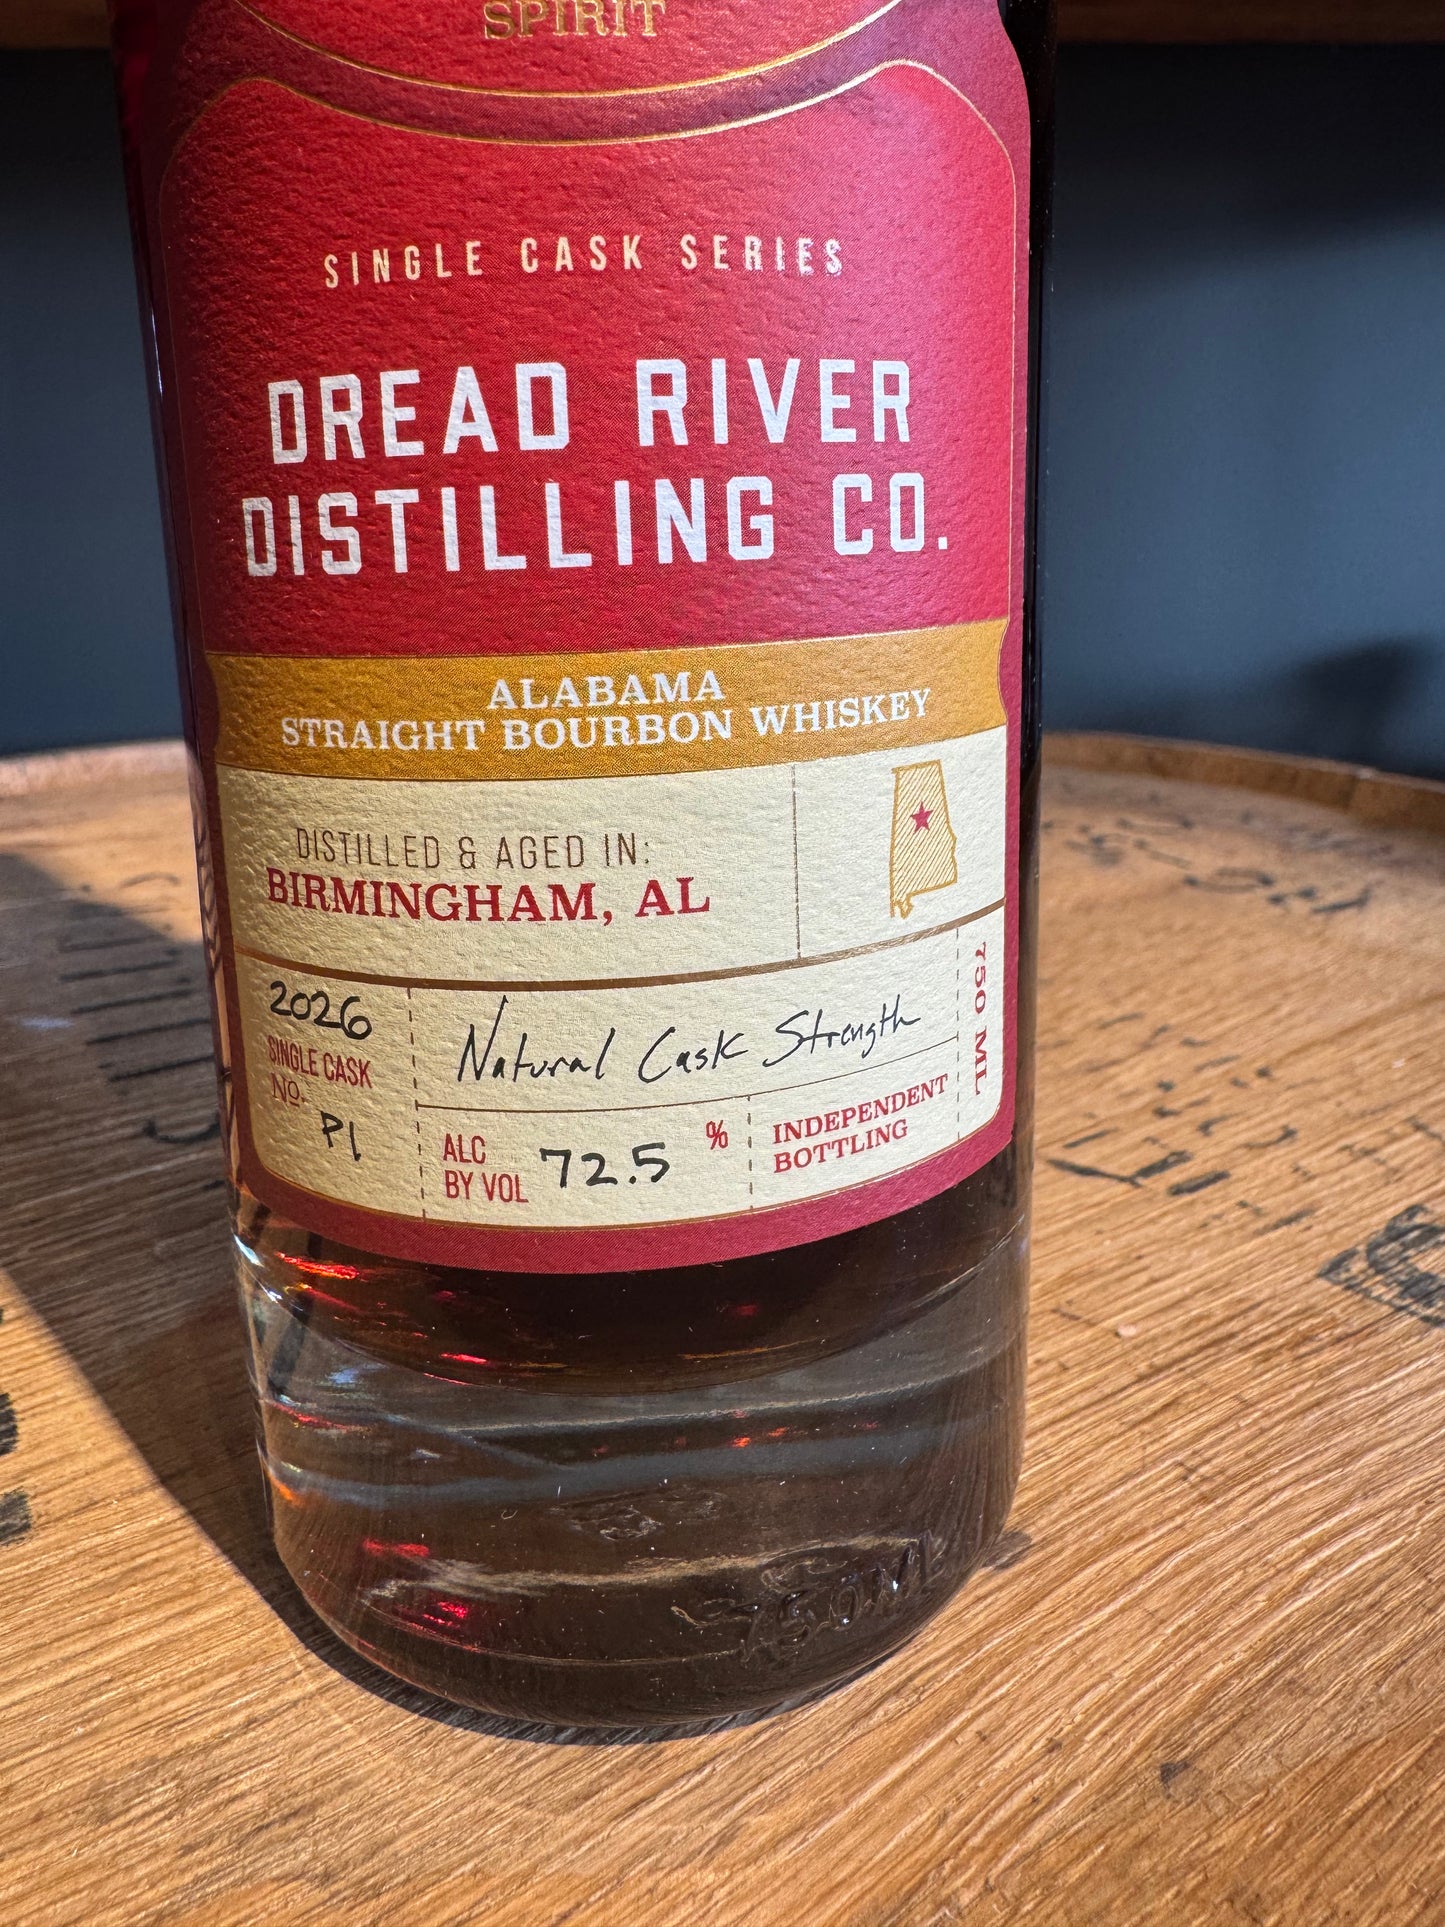 SPIRIT
SINGLE CASK SERIES
DREAD RIVER
DISTILLING CO.
ALABAMA
STRAIGHT BOURBON WHISKEY
DISTILLED & AGED IN:
BIRMINGHAM, AL
2026
SINGLE CASK
NO.
P1
Natural Cask Strength
ALC
BY VOL
72.5
%
INDEPENDENT
BOTTLING
750 ML
750ML